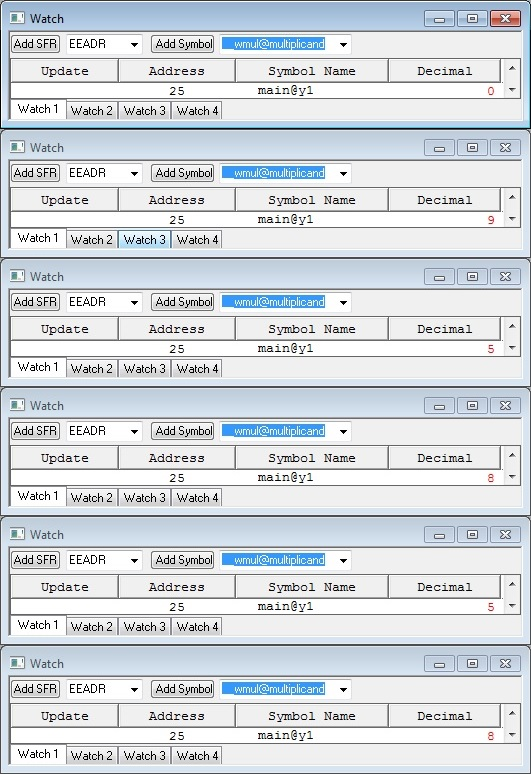 Watch
Add SFR EEADR Add Symbol __wmul@multiplicand
Update Address Symbol Name Decimal
25 main@y1 0
Watch 1 Watch 2 Watch 3 Watch 4
Watch
Add SFR EEADR Add Symbol __wmul@multiplicand
Update Address Symbol Name Decimal
25 main@y1 9
Watch 1 Watch 2 Watch 3 Watch 4
Watch
Add SFR EEADR Add Symbol __wmul@multiplicand
Update Address Symbol Name Decimal
25 main@y1 5
Watch 1 Watch 2 Watch 3 Watch 4
Watch
Add SFR EEADR Add Symbol __wmul@multiplicand
Update Address Symbol Name Decimal
25 main@y1 8
Watch 1 Watch 2 Watch 3 Watch 4
Watch
Add SFR EEADR Add Symbol __wmul@multiplicand
Update Address Symbol Name Decimal
25 main@y1 5
Watch 1 Watch 2 Watch 3 Watch 4
Watch
Add SFR EEADR Add Symbol __wmul@multiplicand
Update Address Symbol Name Decimal
25 main@y1 8
Watch 1 Watch 2 Watch 3 Watch 4